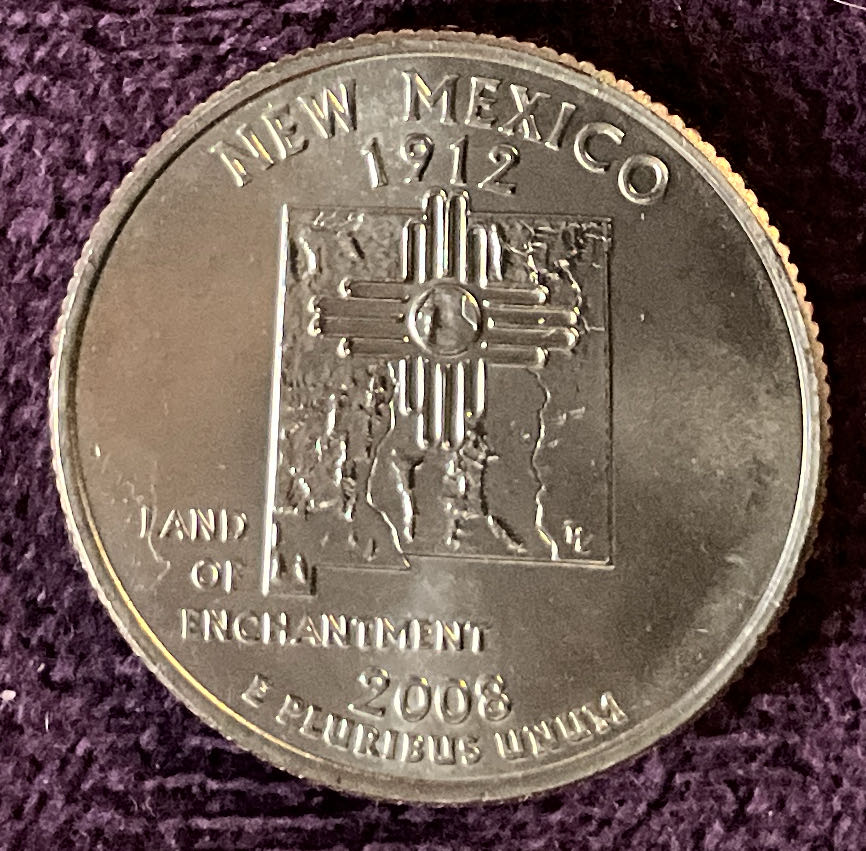 NEW MEXICO
1912
LAND
OF
ENCHANTMENT
2008
E PLURIBUS UNUM